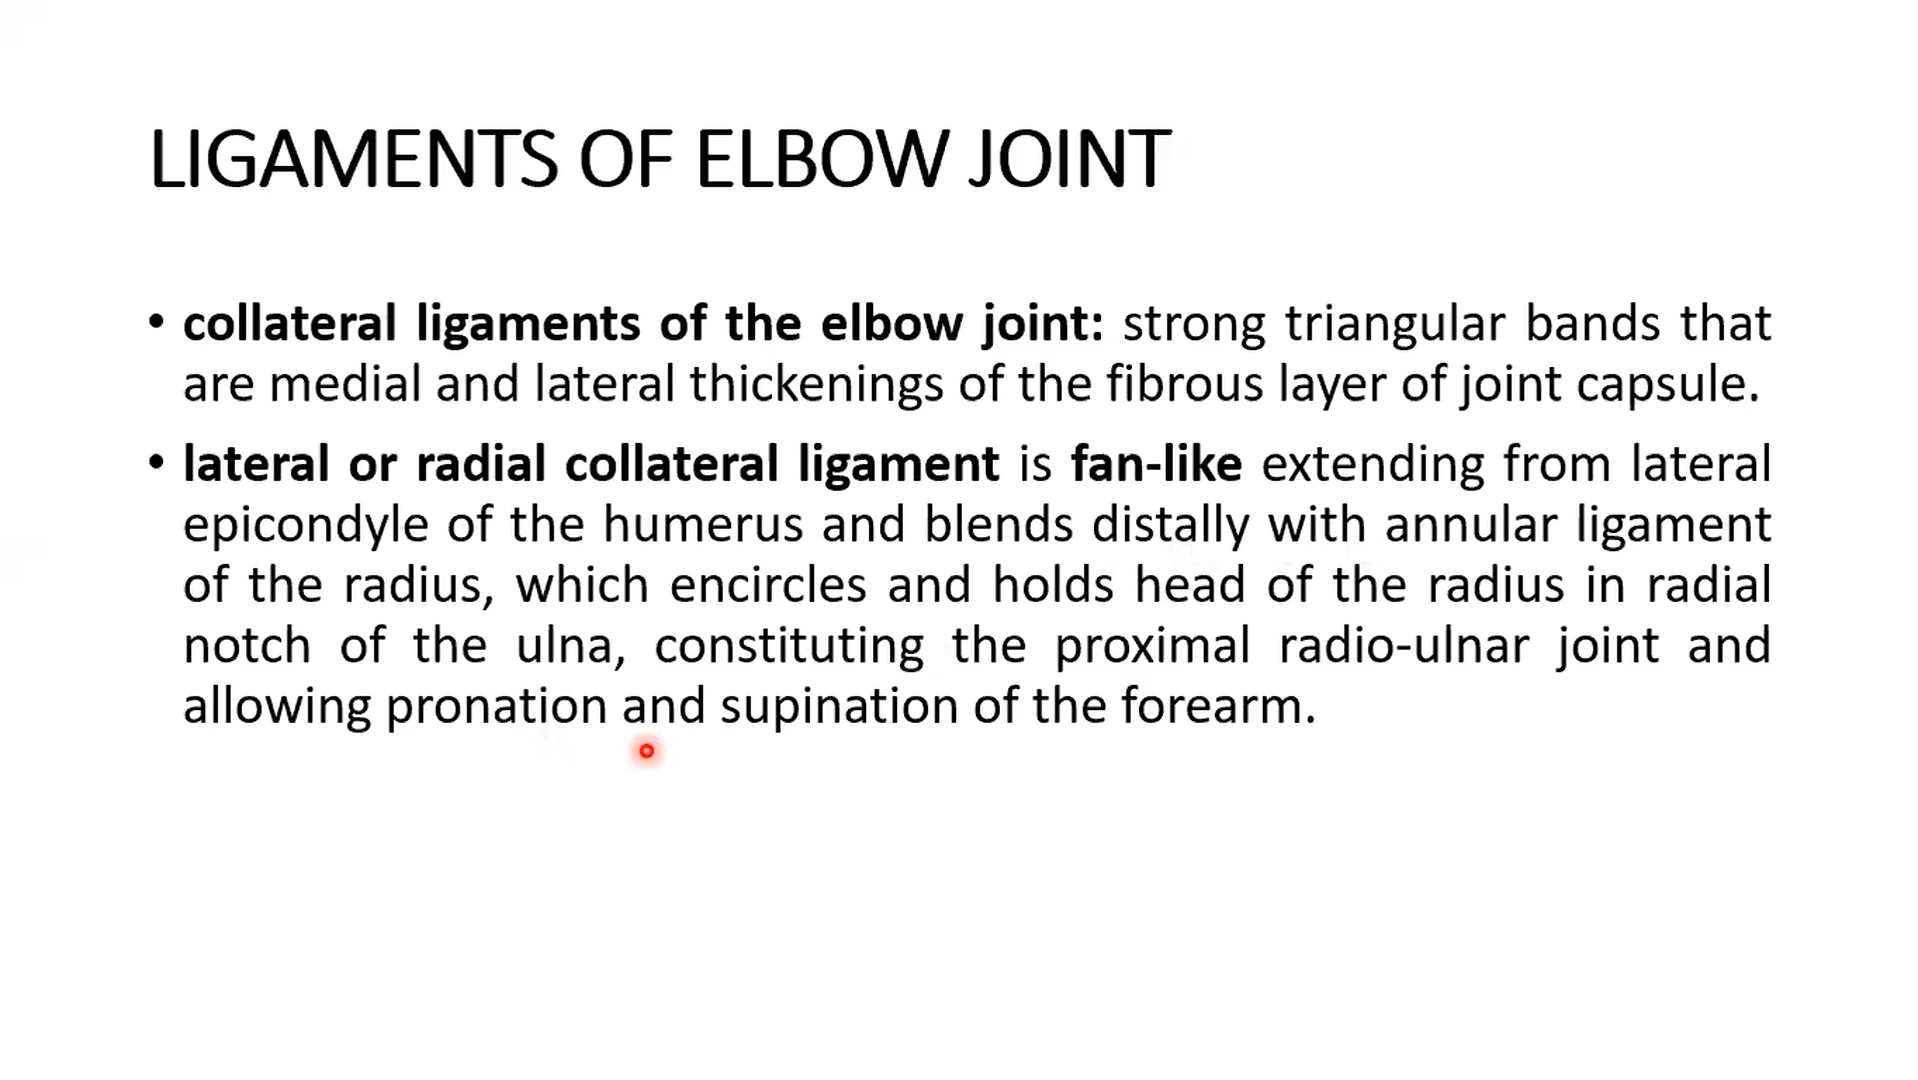 LIGAMENTS OF ELBOW JOINT
• collateral ligaments of the elbow joint: strong triangular bands that
are medial and lateral thickenings of the fibrous layer of joint capsule.
• lateral or radial collateral ligament is fan-like extending from lateral
epicondyle of the humerus and blends distally with annular ligament
of the radius, which encircles and holds head of the radius in radial
notch of the ulna, constituting the proximal radio-ulnar joint and
allowing pronation and supination of the forearm.